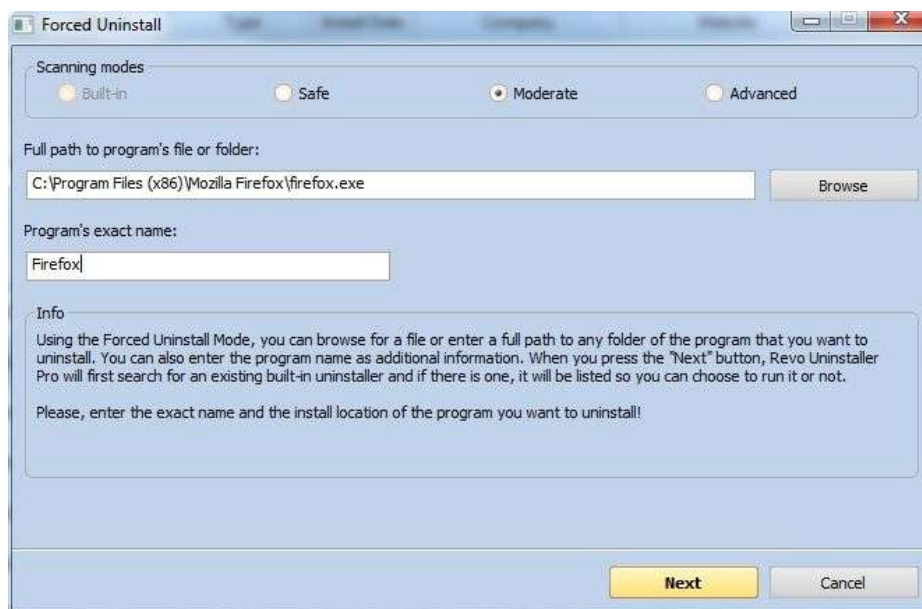 Forced Uninstall
Scanning modes
Built-in Safe Moderate Advanced
Full path to program's file or folder:
C:\Program Files (x86)\Mozilla Firefox\firefox.exe Browse
Program's exact name:
Firefox
Info
Using the Forced Uninstall Mode, you can browse for a file or enter a full path to any folder of the program that you want to
uninstall. You can also enter the program name as additional information. When you press the "Next" button, Revo Uninstaller
Pro will first search for an existing built-in uninstaller and if there is one, it will be listed so you can choose to run it or not.
Please, enter the exact name and the install location of the program you want to uninstall!
Next Cancel